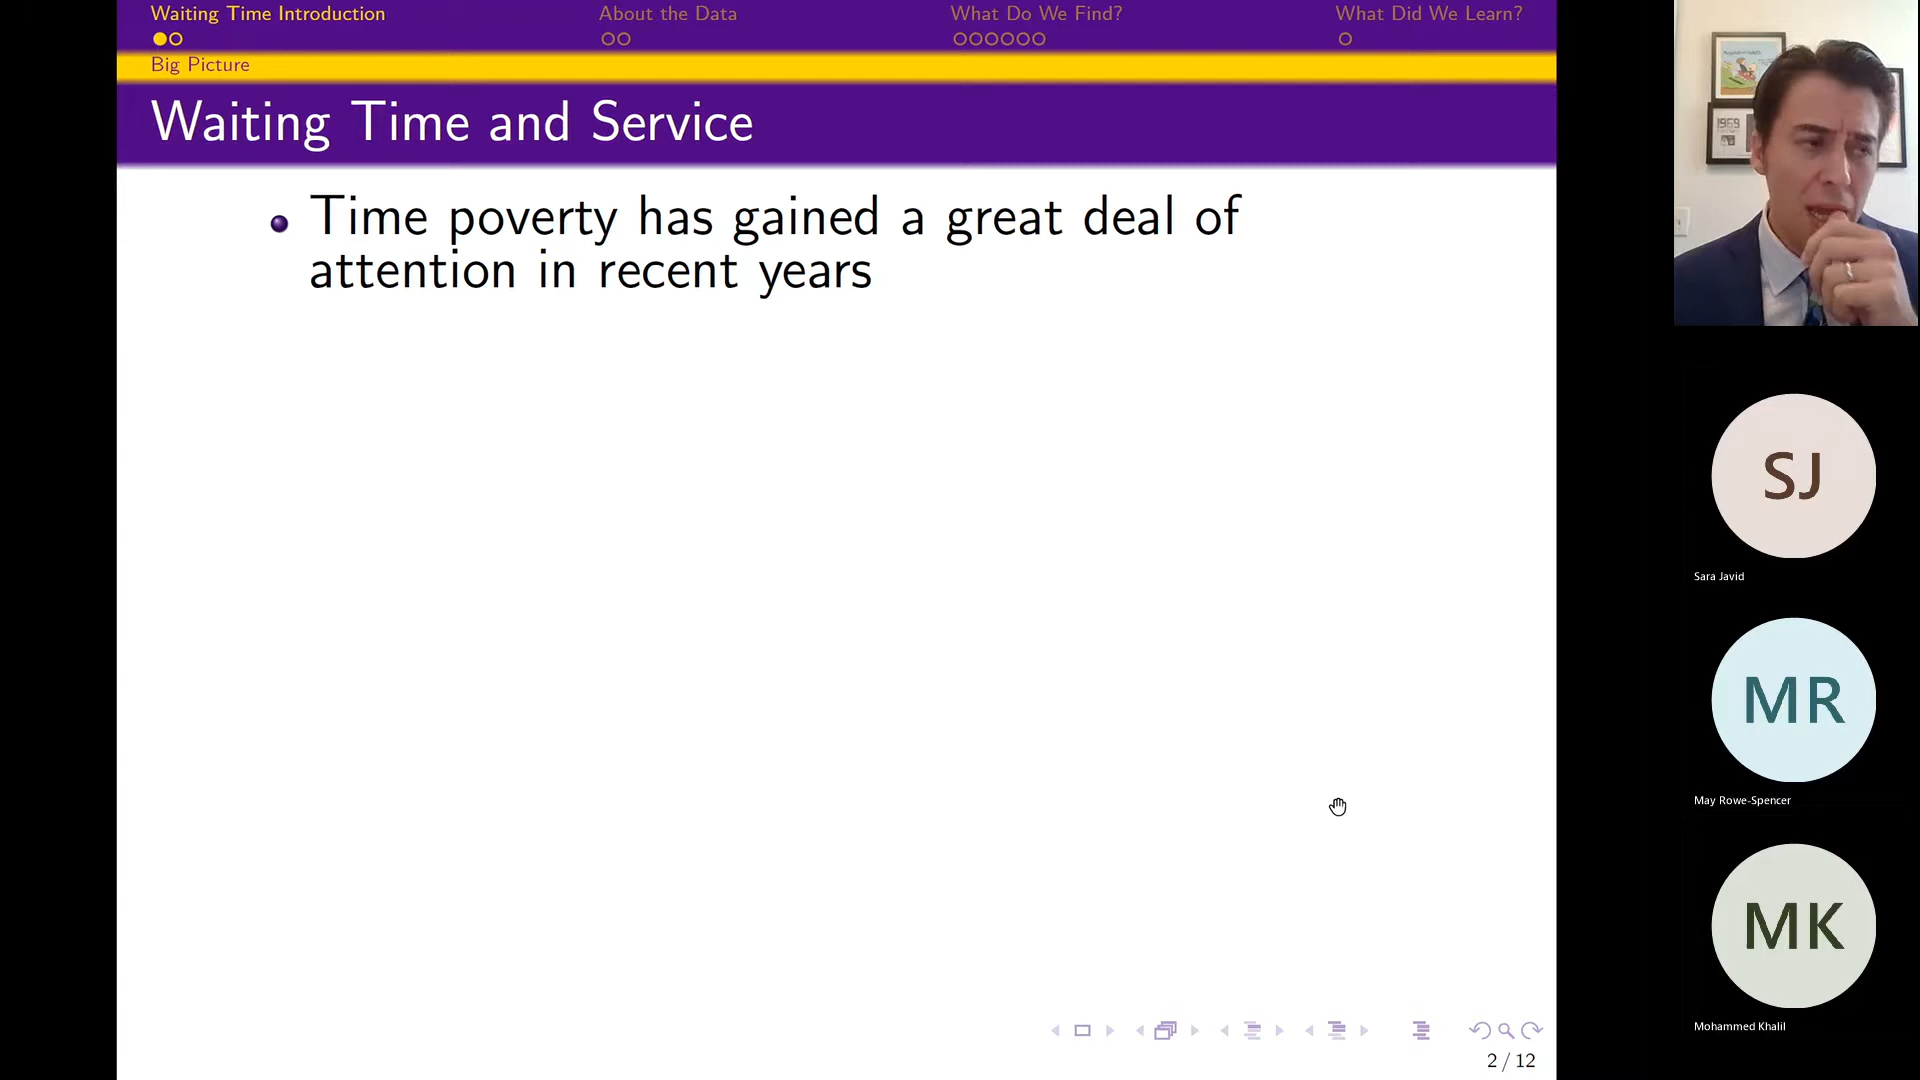 Waiting Time Introduction
About the Data
What Do We Find?
What Did We Learn?
Big Picture
Waiting Time and Service
Time poverty has gained a great deal of
attention in recent years
2 / 12
1969
SJ
Sara Javid
MR
May Rowe-Spencer
MK
Mohammed Khalil